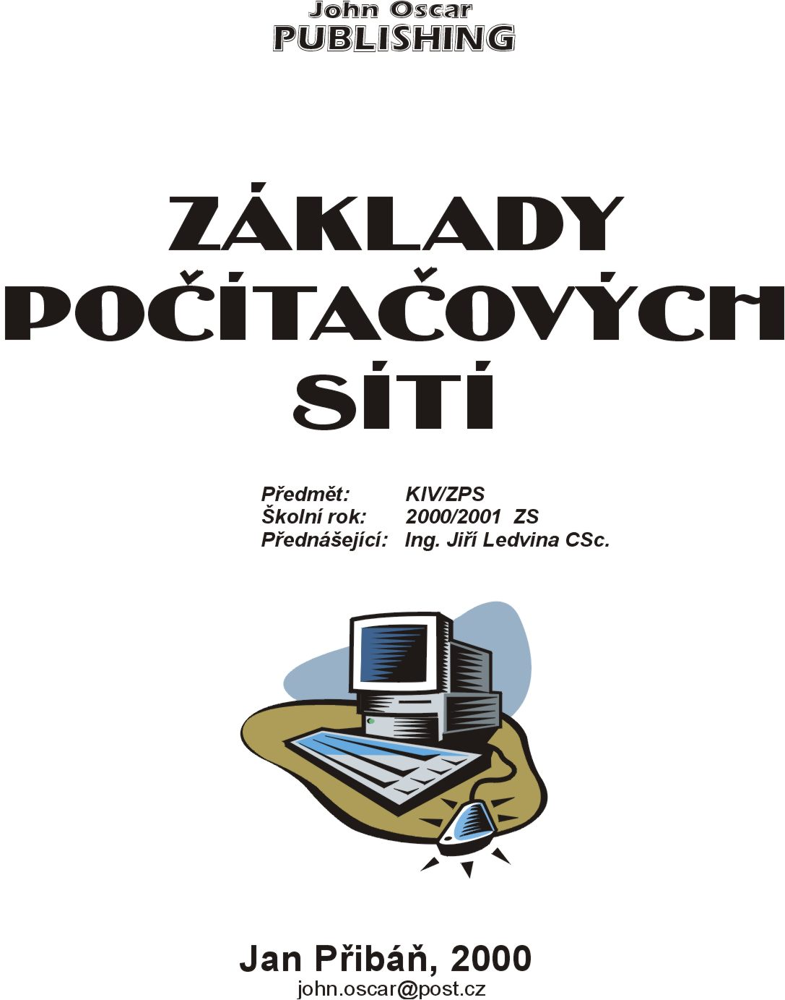 John Oscar
PUBLISHING
ZÁKLADY
POČÍTAČOVÝCH
SÍTÍ
Předmět: KIV/ZPS
Školní rok: 2000/2001 ZS
Přednášející: Ing. Jiří Ledvina CSc.
Jan Přibáň, 2000
john.oscar@post.cz